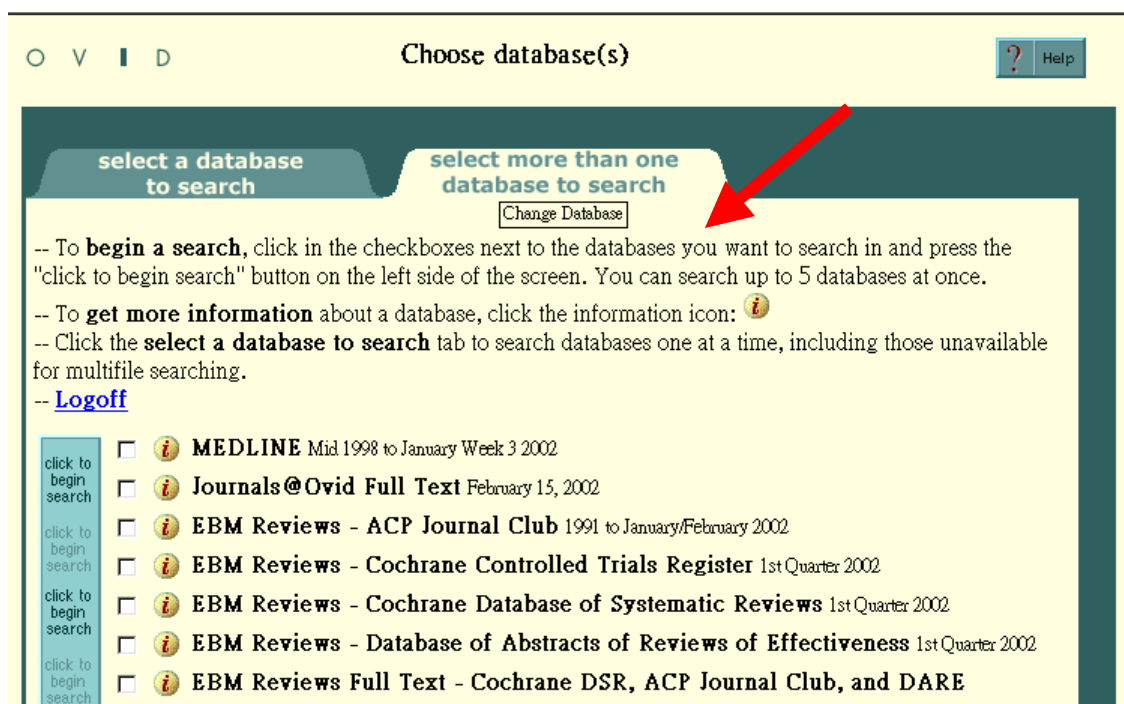 O V I D
Choose database(s)
? Help
select a database
to search
select more than one
database to search
Change Database
-- To begin a search, click in the checkboxes next to the databases you want to search in and press the
"click to begin search" button on the left side of the screen. You can search up to 5 databases at once.
-- To get more information about a database, click the information icon: i
-- Click the select a database to search tab to search databases one at a time, including those unavailable
for multifile searching.
-- Logoff
click to
begin
search
click to
begin
search
click to
begin
search
click to
begin
search
i MEDLINE Mid 1998 to January Week 3 2002
i Journals@Ovid Full Text February 15, 2002
i EBM Reviews - ACP Journal Club 1991 to January/February 2002
i EBM Reviews - Cochrane Controlled Trials Register 1st Quarter 2002
i EBM Reviews - Cochrane Database of Systematic Reviews 1st Quarter 2002
i EBM Reviews - Database of Abstracts of Reviews of Effectiveness 1st Quarter 2002
i EBM Reviews Full Text - Cochrane DSR, ACP Journal Club, and DARE